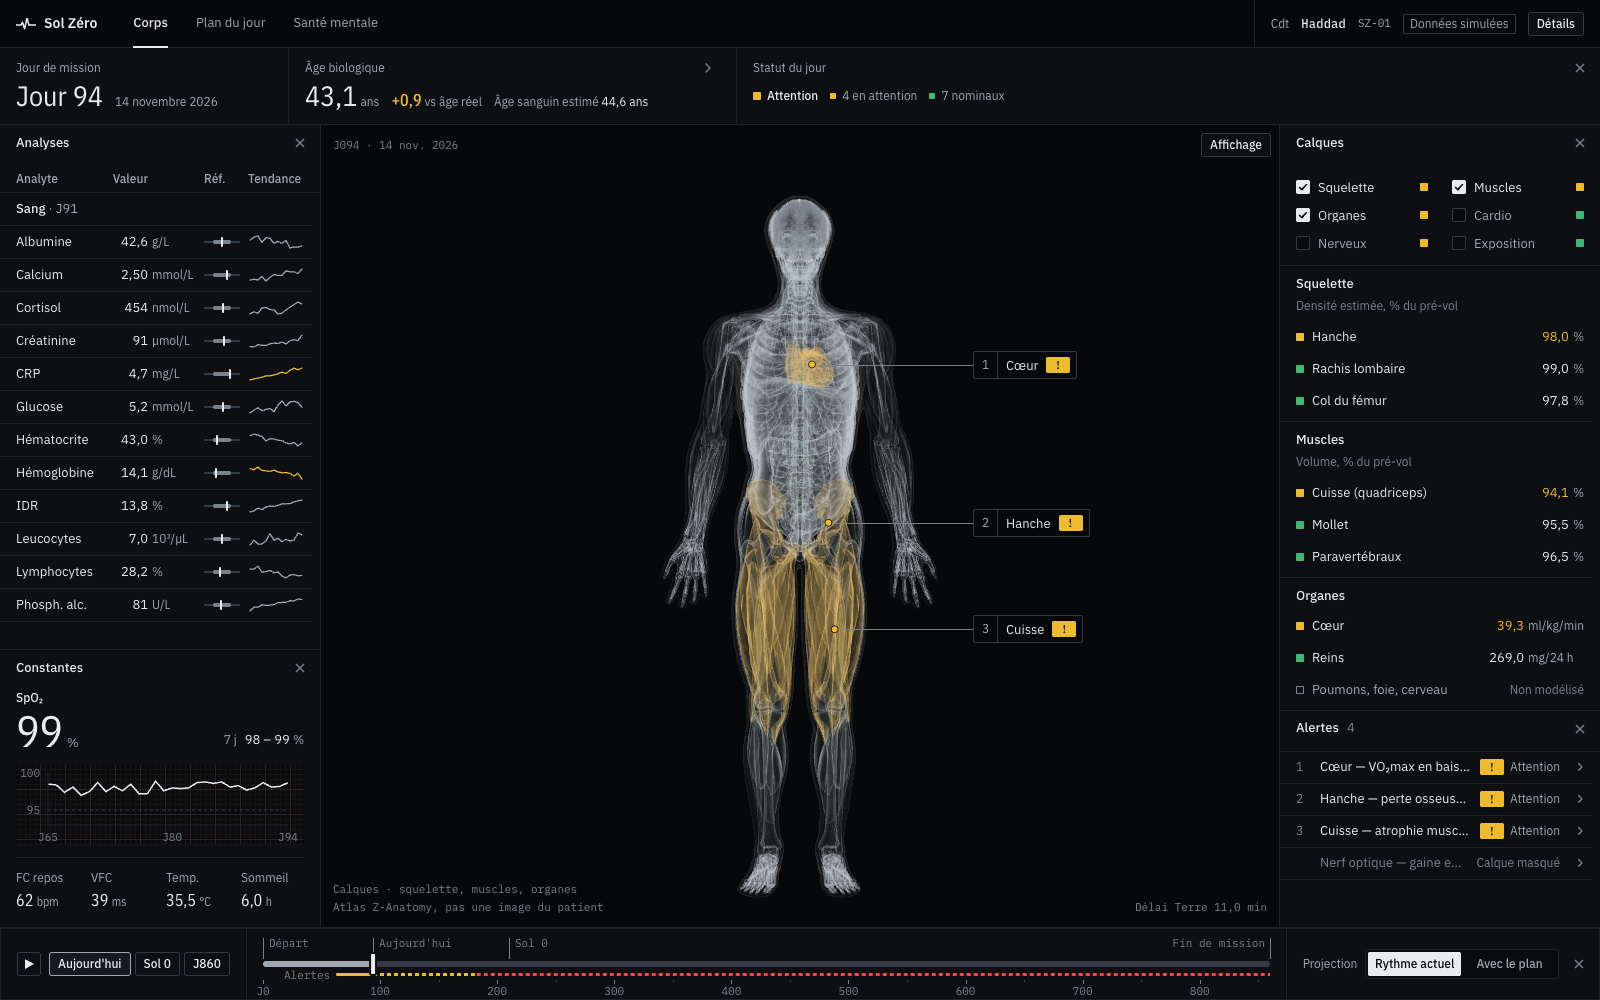 Sol Zéro
Corps
Plan du jour
Santé mentale
Cdt Haddad SZ-01
Données simulées
Détails
Jour de mission
Jour 94 14 novembre 2026
Âge biologique
43,1 ans +0,9 vs âge réel Âge sanguin estimé 44,6 ans
Statut du jour
Attention 4 en attention 7 nominaux
Analyses
Analyte Valeur Réf. Tendance
Sang · J91
Albumine 42,6 g/L
Calcium 2,50 mmol/L
Cortisol 454 nmol/L
Créatinine 91 µmol/L
CRP 4,7 mg/L
Glucose 5,2 mmol/L
Hématocrite 43,0 %
Hémoglobine 14,1 g/dL
IDR 13,8 %
Leucocytes 7,0 10³/µL
Lymphocytes 28,2 %
Phosph. alc. 81 U/L
Constantes
SpO₂
99 %
7 j 98 – 99 %
100
95
J65 J80 J94
FC repos VFC Temp. Sommeil
62 bpm 39 ms 35,5 °C 6,0 h
J094 · 14 nov. 2026
Affichage
1 Cœur !
2 Hanche !
3 Cuisse !
Calques · squelette, muscles, organes
Atlas Z-Anatomy, pas une image du patient
Délai Terre 11,0 min
Calques
Squelette Muscles
Organes Cardio
Nerveux Exposition
Squelette
Densité estimée, % du pré-vol
Hanche 98,0 %
Rachis lombaire 99,0 %
Col du fémur 97,8 %
Muscles
Volume, % du pré-vol
Cuisse (quadriceps) 94,1 %
Mollet 95,5 %
Paravertébraux 96,5 %
Organes
Cœur 39,3 ml/kg/min
Reins 269,0 mg/24 h
Poumons, foie, cerveau Non modélisé
Alertes 4
1 Cœur — VO₂max en bais... ! Attention
2 Hanche — perte osseus... ! Attention
3 Cuisse — atrophie musc... ! Attention
Nerf optique — gaine e... Calque masqué
Aujourd'hui
Sol 0
J860
Départ Aujourd'hui Sol 0 Fin de mission
Alertes
J0 100 200 300 400 500 600 700 800
Projection
Rythme actuel
Avec le plan